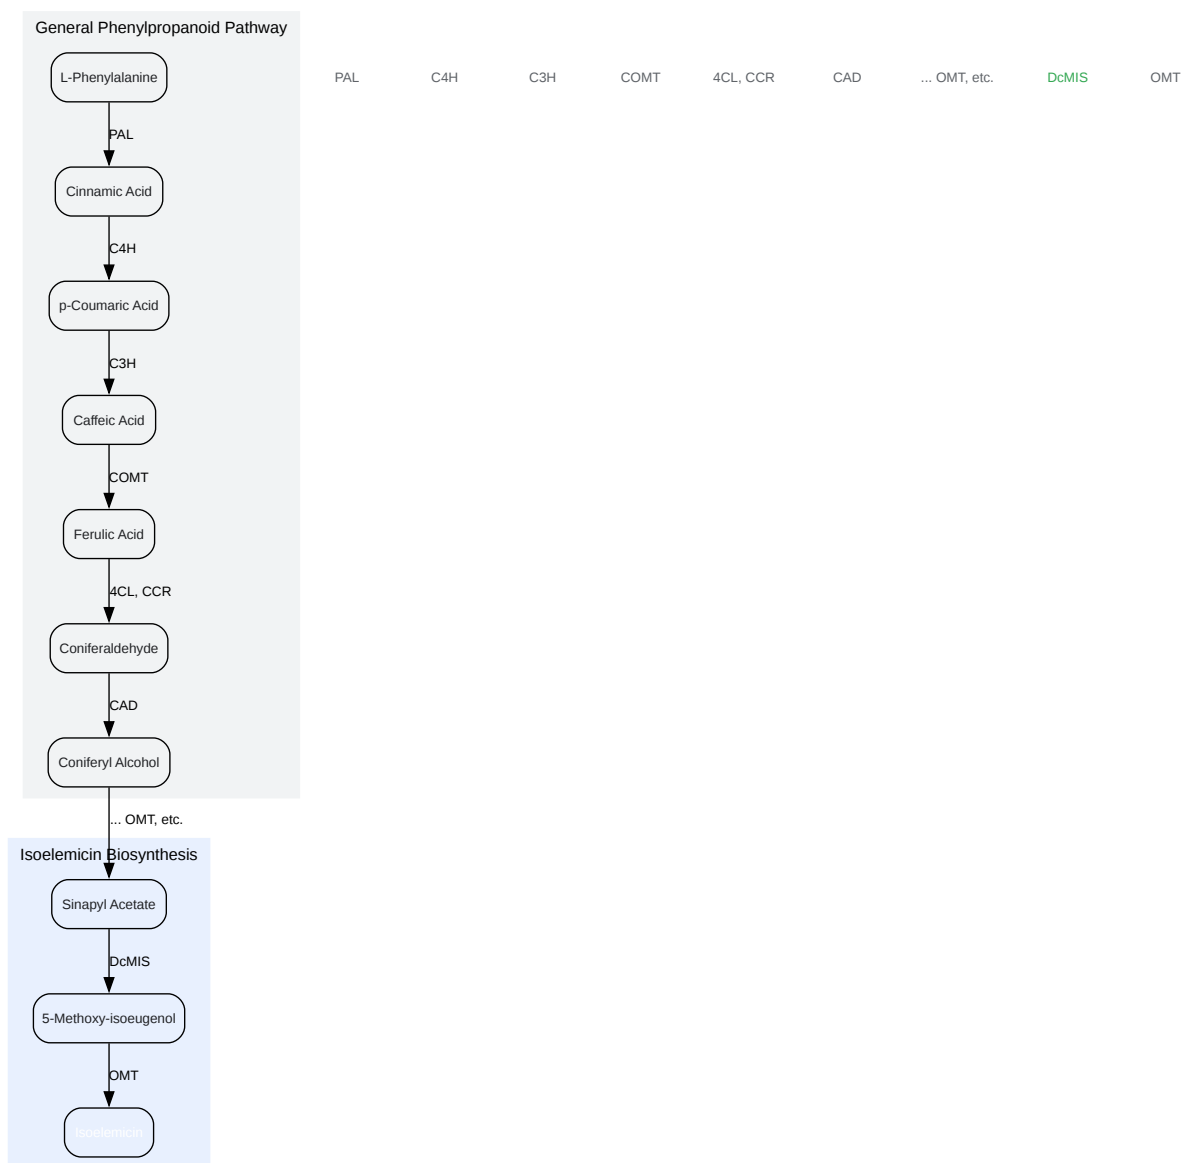 General Phenylpropanoid Pathway
L-Phenylalanine
PAL
C4H
C3H
COMT
4CL, CCR
CAD
... OMT, etc.
DcMIS
OMT
PAL
Cinnamic Acid
C4H
p-Coumaric Acid
C3H
Caffeic Acid
COMT
Ferulic Acid
4CL, CCR
Coniferaldehyde
CAD
Coniferyl Alcohol
... OMT, etc.
Isoelemicin Biosynthesis
Sinapyl Acetate
DcMIS
5-Methoxy-isoeugenol
OMT
Isoelemicin